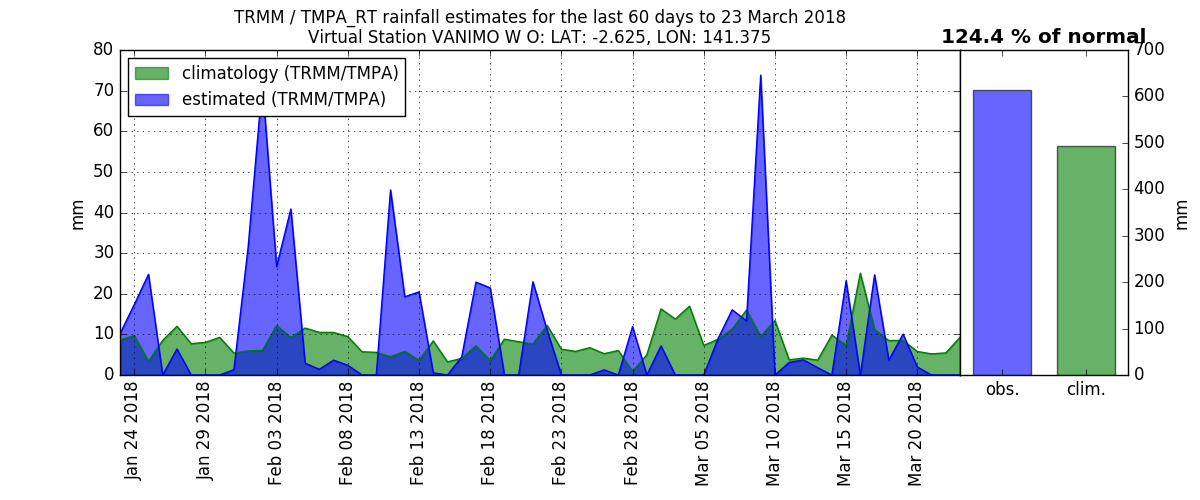 TRMM / TMPA_RT rainfall estimates for the last 60 days to 23 March 2018
Virtual Station VANIMO W O: LAT: -2.625, LON: 141.375
124.4 % of normal
climatology (TRMM/TMPA)
estimated (TRMM/TMPA)
mm
80
70
60
50
40
30
20
10
0
Jan 24 2018
Jan 29 2018
Feb 03 2018
Feb 08 2018
Feb 13 2018
Feb 18 2018
Feb 23 2018
Feb 28 2018
Mar 05 2018
Mar 10 2018
Mar 15 2018
Mar 20 2018
700
600
500
400
300
200
100
0
mm
obs.
clim.